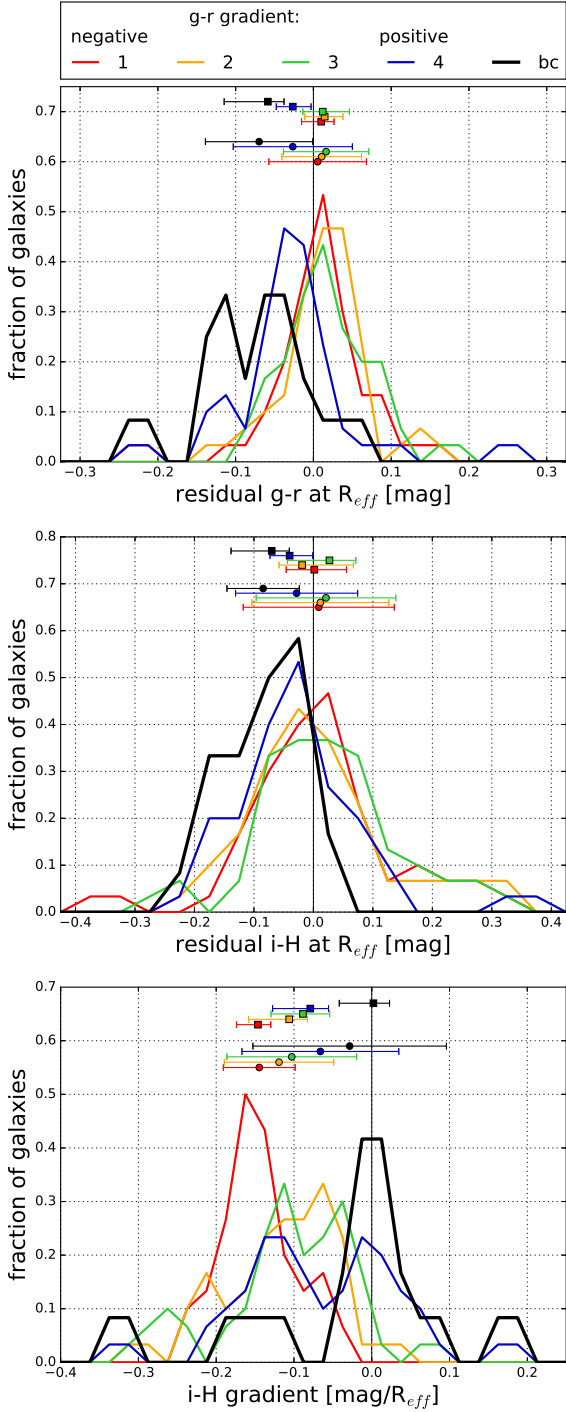 g-r gradient:
negative positive
1 2 3 4 bc
0.7
0.6
0.5
0.4
0.3
0.2
0.1
0.0
fraction of galaxies
−0.3 −0.2 −0.1 0.0 0.1 0.2 0.3
residual g-r at Reff [mag]
0.8
0.7
0.6
0.5
0.4
0.3
0.2
0.1
0.0
fraction of galaxies
−0.4 −0.3 −0.2 −0.1 0.0 0.1 0.2 0.3 0.4
residual i-H at Reff [mag]
0.7
0.6
0.5
0.4
0.3
0.2
0.1
0.0
fraction of galaxies
−0.4 −0.3 −0.2 −0.1 0.0 0.1 0.2
i-H gradient [mag/Reff]